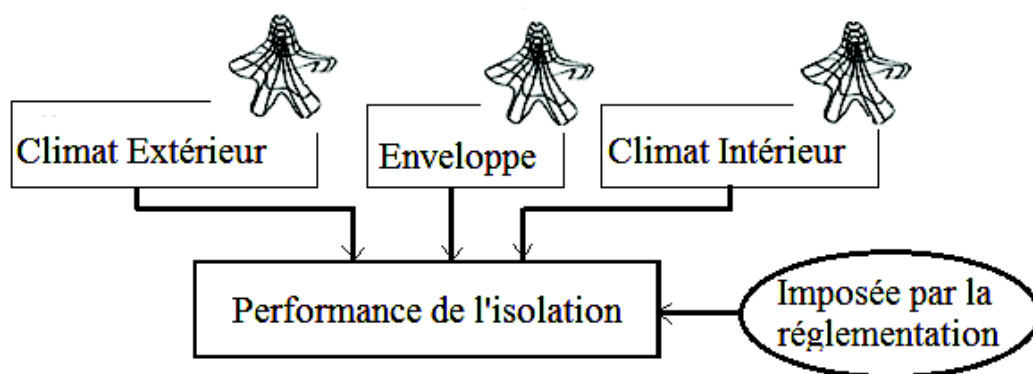 Climat Extérieur
Enveloppe
Climat Intérieur
Performance de l'isolation
Imposée par la
réglementation